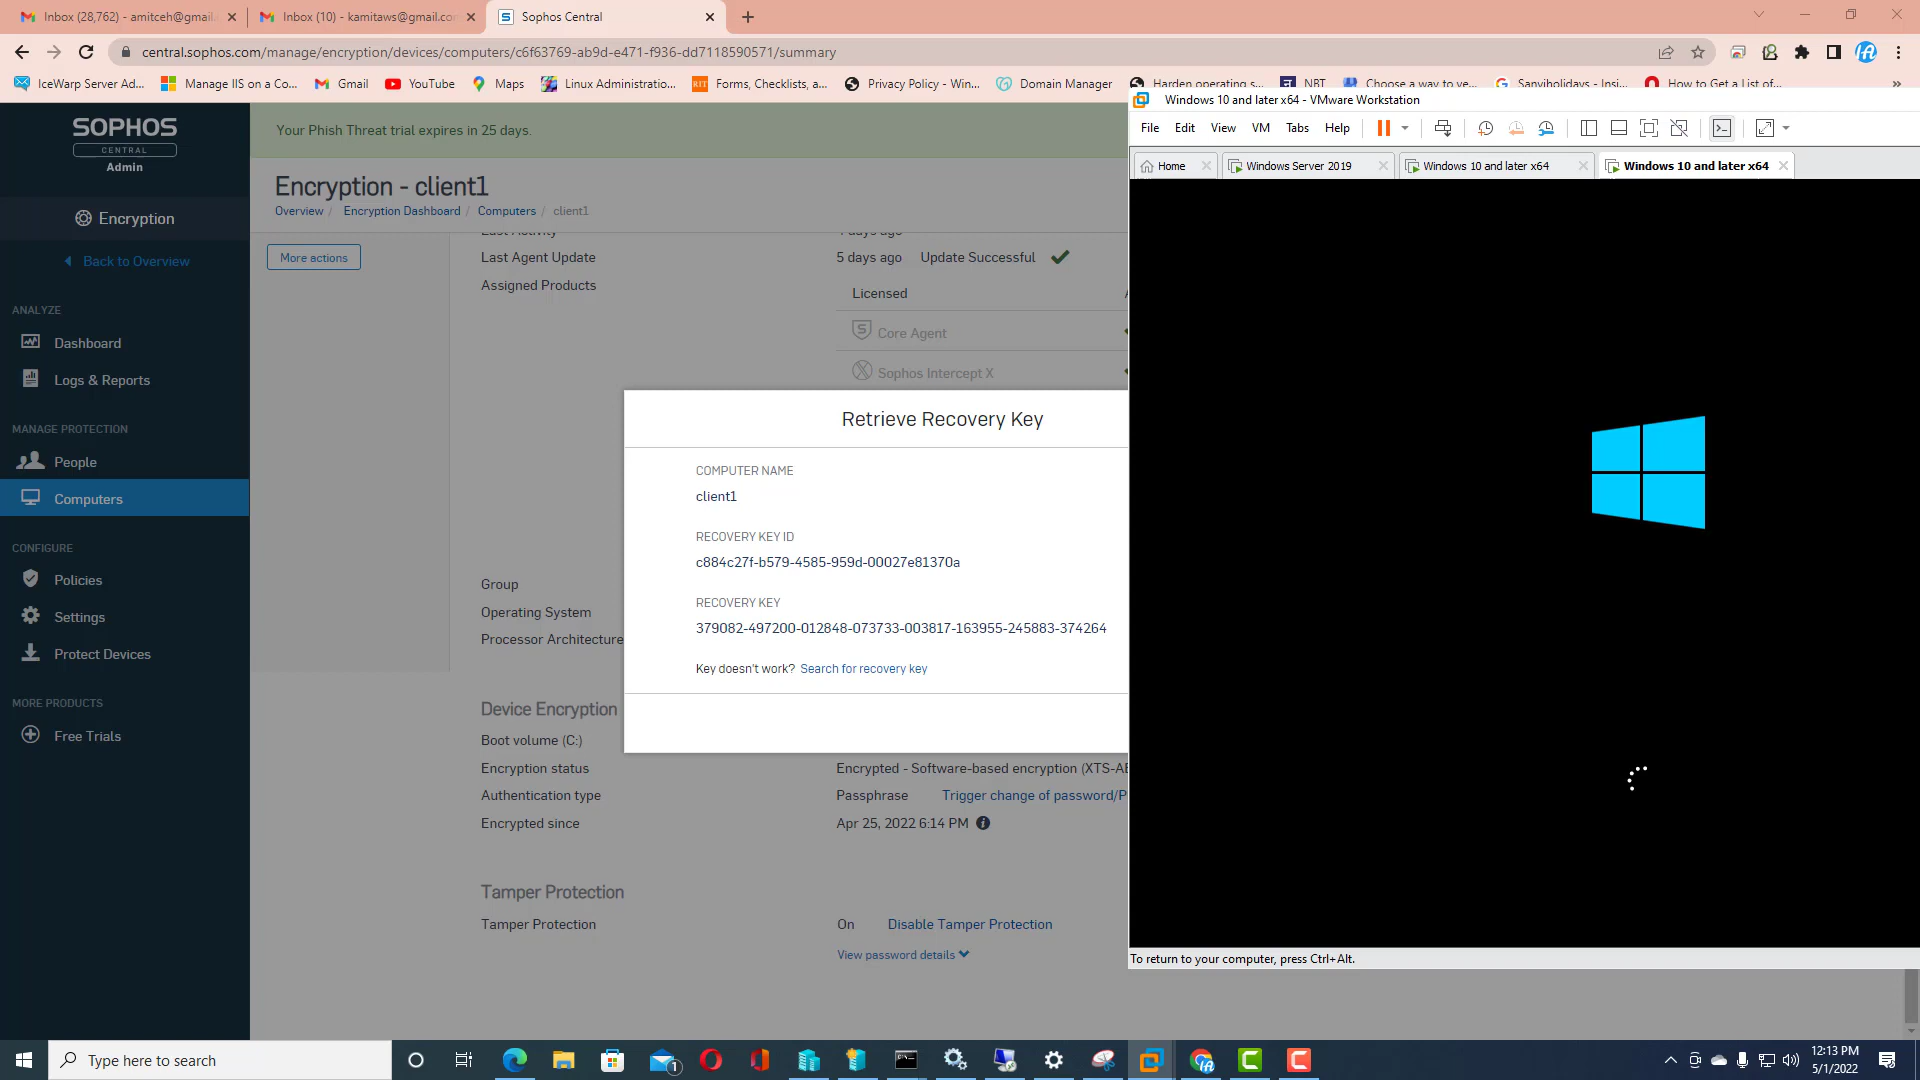 Inbox (28,762) - amitceh@gmail.
Inbox (10) - kamitaws@gmail.co
Sophos Central
central.sophos.com/manage/encryption/devices/computers/c6f63769-ab9d-e471-f936-dd7118590571/summary
IceWarp Server Ad...
Manage IIS on a Co...
Gmail
YouTube
Maps
Linux Administratio...
Forms, Checklists, a...
Privacy Policy - Win...
Domain Manager
Harden operating s...
NBT
Choose a way to ve...
Sanviholidays - Insi...
How to Get a List of...
SOPHOS
CENTRAL
Admin
Encryption
Back to Overview
ANALYZE
Dashboard
Logs & Reports
MANAGE PROTECTION
People
Computers
CONFIGURE
Policies
Settings
Protect Devices
MORE PRODUCTS
Free Trials
Your Phish Threat trial expires in 25 days.
Encryption - client1
Overview / Encryption Dashboard / Computers / client1
More actions
Last Activity
Last Agent Update 5 days ago Update Successful
Assigned Products
Licensed
Core Agent
Sophos Intercept X
Group
Operating System
Processor Architecture
Retrieve Recovery Key
COMPUTER NAME
client1
RECOVERY KEY ID
c884c27f-b579-4585-959d-00027e81370a
RECOVERY KEY
379082-497200-012848-073733-003817-163955-245883-374264
Key doesn't work? Search for recovery key
Device Encryption
Boot volume (C:)
Encryption status Encrypted - Software-based encryption (XTS-AE
Authentication type Passphrase Trigger change of password/P
Encrypted since Apr 25, 2022 6:14 PM
Tamper Protection
Tamper Protection On Disable Tamper Protection
View password details
Windows 10 and later x64 - VMware Workstation
File Edit View VM Tabs Help
Home
Windows Server 2019
Windows 10 and later x64
Windows 10 and later x64
To return to your computer, press Ctrl+Alt.
Type here to search
1
12:13 PM
5/1/2022